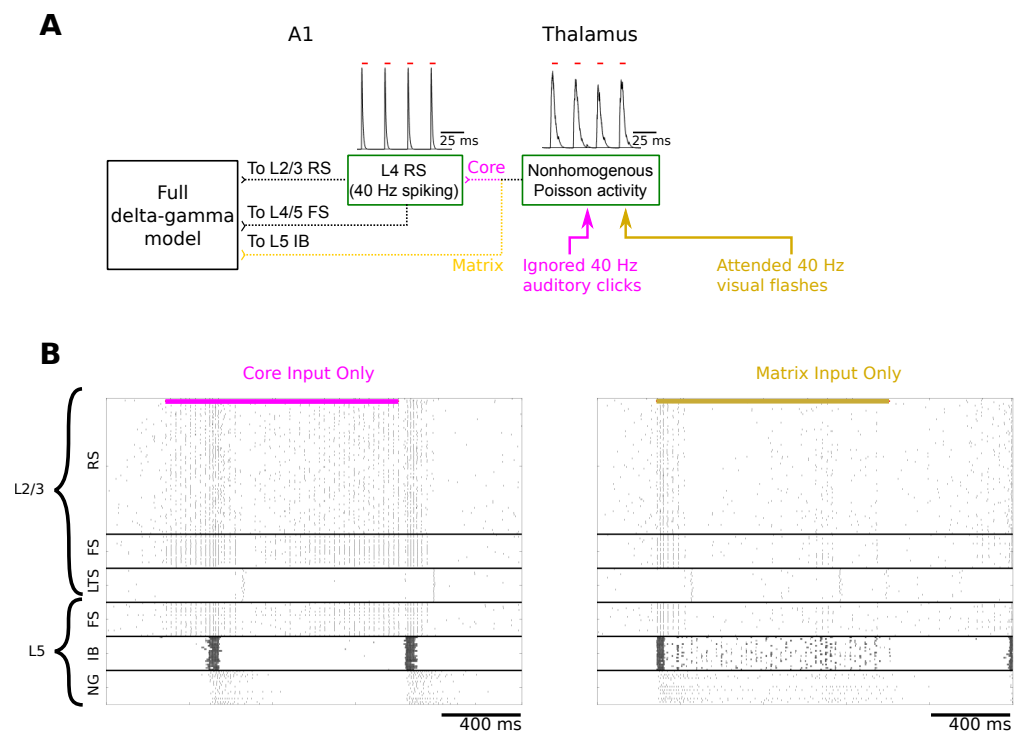 A
A1
Thalamus
25 ms
25 ms
Full
delta-gamma
model
To L2/3 RS
To L4/5 FS
To L5 IB
L4 RS
(40 Hz spiking)
Core
Matrix
Nonhomogenous
Poisson activity
Ignored 40 Hz
auditory clicks
Attended 40 Hz
visual flashes
B
Core Input Only
Matrix Input Only
L2/3
RS
FS
LTS
L5
FS
IB
NG
400 ms
400 ms